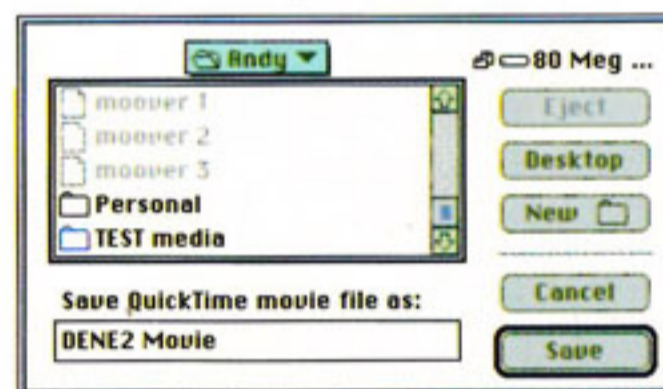 Andy
80 Meg ...
moover 1
moover 2
moover 3
Personal
TEST media
Eject
Desktop
New
Save QuickTime movie file as:
DENE2 Movie
Cancel
Save